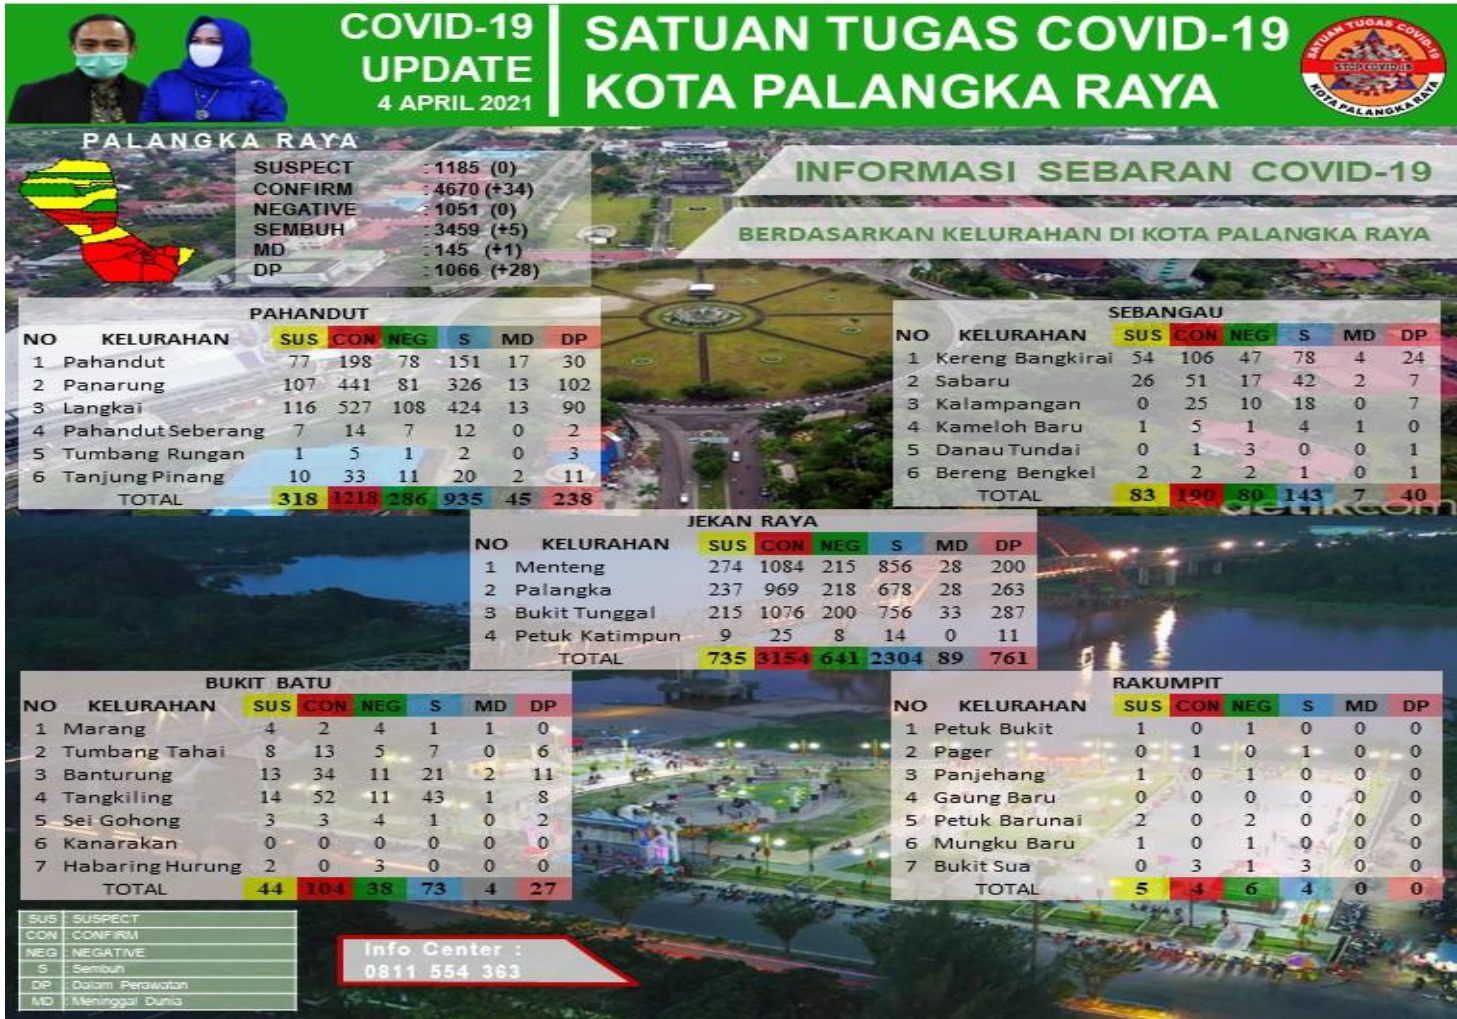 COVID-19
UPDATE
4 APRIL 2021
SATUAN TUGAS COVID-19
KOTA PALANGKA RAYA
SATUAN TUGAS COVID-19
STOP COVID-19
KOTA PALANGKARAYA
PALANGKA RAYA
SUSPECT : 1185 (0)
CONFIRM : 4670 (+34)
NEGATIVE : 1051 (0)
SEMBUH : 3459 (+5)
MD : 145 (+1)
DP : 1066 (+28)
INFORMASI SEBARAN COVID-19
BERDASARKAN KELURAHAN DI KOTA PALANGKA RAYA
PAHANDUT
NO KELURAHAN SUS CON NEG S MD DP
1 Pahandut 77 198 78 151 17 30
2 Panarung 107 441 81 326 13 102
3 Langkai 116 527 108 424 13 90
4 Pahandut Seberang 7 14 7 12 0 2
5 Tumbang Rungan 1 5 1 2 0 3
6 Tanjung Pinang 10 33 11 20 2 11
TOTAL 318 1218 286 935 45 238
SEBANGAU
NO KELURAHAN SUS CON NEG S MD DP
1 Kereng Bangkirai 54 106 47 78 4 24
2 Sabaru 26 51 17 42 2 7
3 Kalampangan 0 25 10 18 0 7
4 Kameloh Baru 1 5 1 4 1 0
5 Danau Tundai 0 1 3 0 0 1
6 Bereng Bengkel 2 2 2 1 0 1
TOTAL 83 190 80 143 7 40
detikcom
JEKAN RAYA
NO KELURAHAN SUS CON NEG S MD DP
1 Menteng 274 1084 215 856 28 200
2 Palangka 237 969 218 678 28 263
3 Bukit Tunggal 215 1076 200 756 33 287
4 Petuk Katimpun 9 25 8 14 0 11
TOTAL 735 3154 641 2304 89 761
BUKIT BATU
NO KELURAHAN SUS CON NEG S MD DP
1 Marang 4 2 4 1 1 0
2 Tumbang Tahai 8 13 5 7 0 6
3 Banturung 13 34 11 21 2 11
4 Tangkiling 14 52 11 43 1 8
5 Sei Gohong 3 3 4 1 0 2
6 Kanarakan 0 0 0 0 0 0
7 Habaring Hurung 2 0 3 0 0 0
TOTAL 44 104 38 73 4 27
RAKUMPIT
NO KELURAHAN SUS CON NEG S MD DP
1 Petuk Bukit 1 0 1 0 0 0
2 Pager 0 1 0 1 0 0
3 Panjehang 1 0 1 0 0 0
4 Gaung Baru 0 0 0 0 0 0
5 Petuk Barunai 2 0 2 0 0 0
6 Mungku Baru 1 0 1 0 0 0
7 Bukit Sua 0 3 1 3 0 0
TOTAL 5 4 6 4 0 0
SUS : SUSPECT
CON : CONFIRM
NEG : NEGATIVE
S : Sembuh
DP : Dalam Perawatan
MD : Meninggal Dunia
Info Center :
0811 554 363